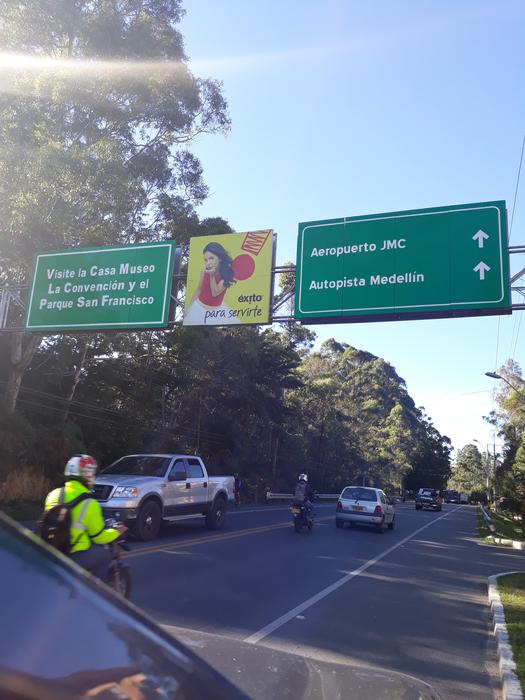 Visite la Casa Museo
La Convención y el
Parque San Francisco
éxito
para servirte
Aeropuerto JMC
Autopista Medellín